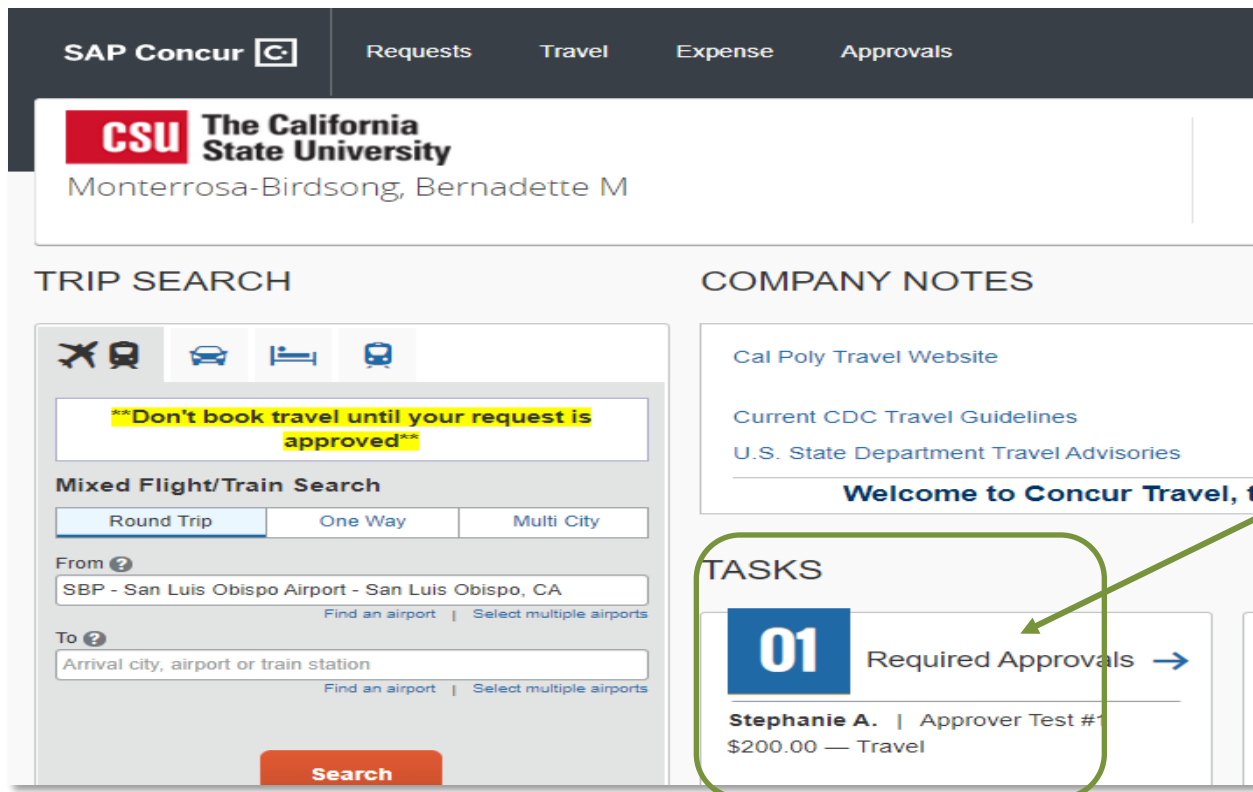 SAP Concur C.
Requests
Travel
Expense
Approvals
CSU
The California
State University
Monterrosa-Birdsong, Bernadette M
TRIP SEARCH
**Don't book travel until your request is
approved**
Mixed Flight/Train Search
Round Trip
One Way
Multi City
From ?
SBP - San Luis Obispo Airport - San Luis Obispo, CA
Find an airport | Select multiple airports
To ?
Arrival city, airport or train station
Find an airport | Select multiple airports
Search
COMPANY NOTES
Cal Poly Travel Website
Current CDC Travel Guidelines
U.S. State Department Travel Advisories
Welcome to Concur Travel,
TASKS
01
Required Approvals →
Stephanie A. | Approver Test #1
$200.00 — Travel